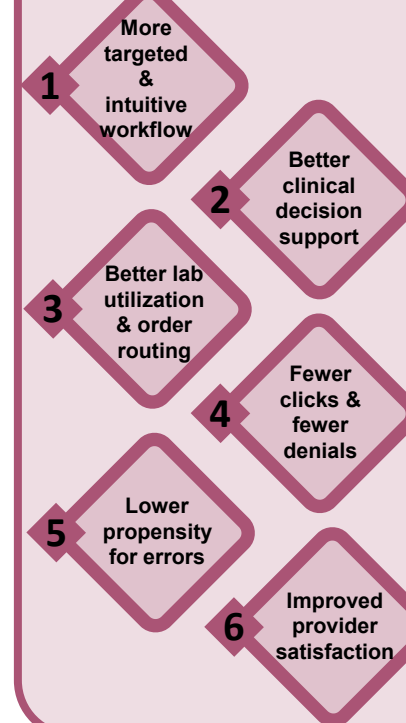 1
More
targeted
&
intuitive
workflow
2
Better
clinical
decision
support
3
Better lab
utilization
& order
routing
4
Fewer
clicks &
fewer
denials
5
Lower
propensity
for errors
6
Improved
provider
satisfaction